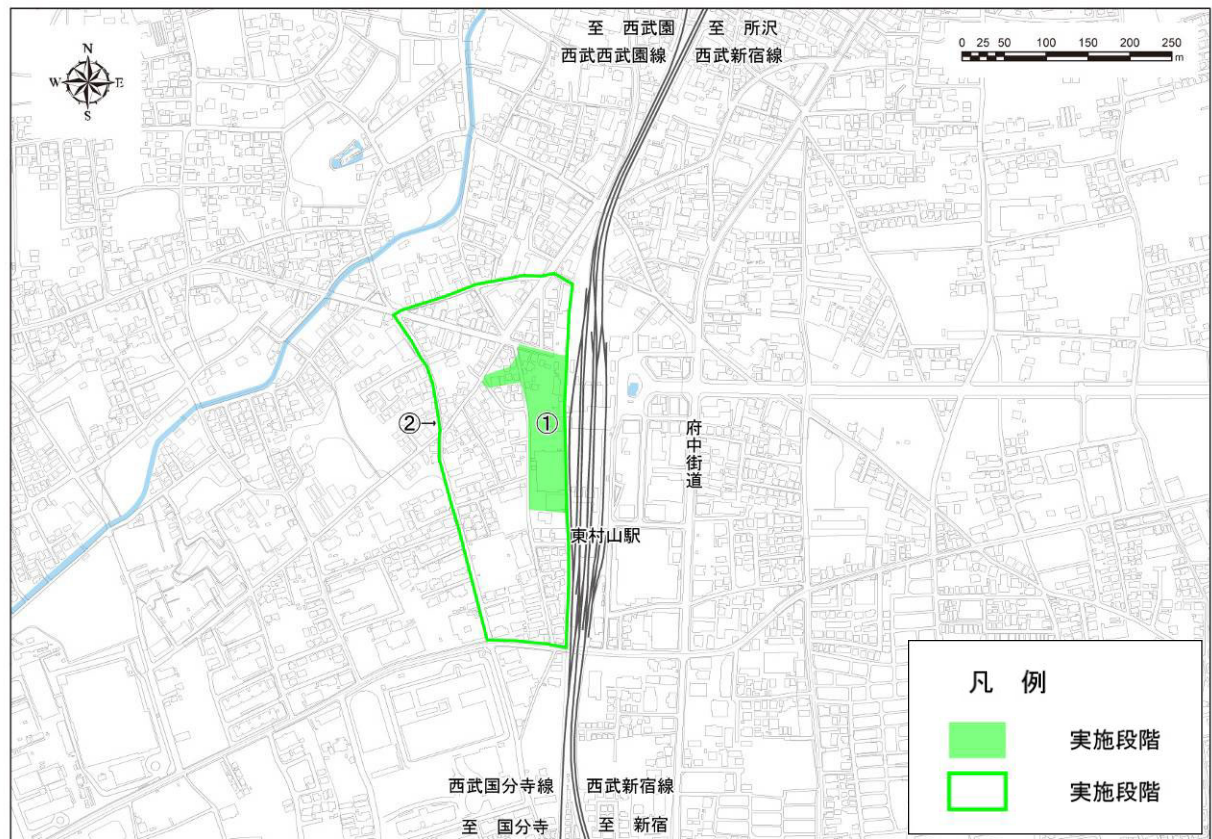 至 西武園 至 所沢
西武西武園線 西武新宿線
0 25 50 100 150 200 250
m
N
W E
S
②→ ①
府中街道
東村山駅
凡 例
実施段階
実施段階
西武国分寺線 西武新宿線
至 国分寺 至 新宿